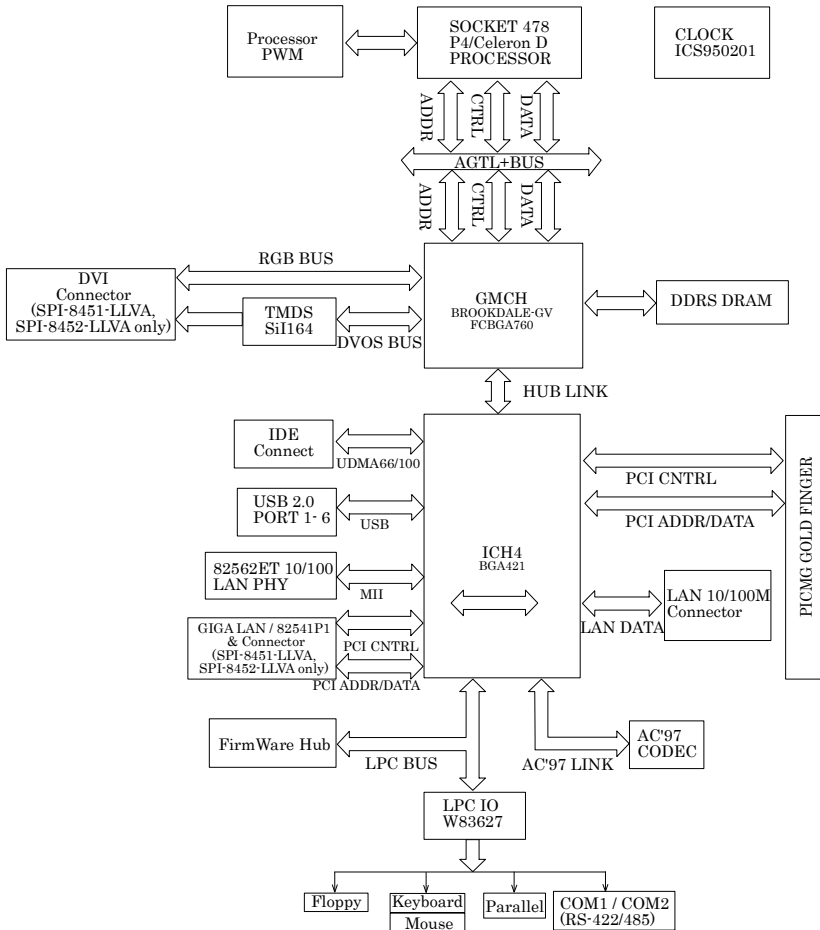 Processor
PWM
SOCKET 478
P4/Celeron D
PROCESSOR
CLOCK
ICS950201
ADDR
CTRL
DATA
AGTL+BUS
ADDR
CTRL
DATA
RGB BUS
DVI
Connector
(SPI-8451-LLVA,
SPI-8452-LLVA only)
TMDS
SiI164
DVOS BUS
GMCH
BROOKDALE-GV
FCBGA760
DDRS DRAM
HUB LINK
IDE
Connect
UDMA66/100
USB 2.0
PORT 1- 6
USB
82562ET 10/100
LAN PHY
MII
GIGA LAN / 82541P1
& Connector
(SPI-8451-LLVA,
SPI-8452-LLVA only)
PCI CNTRL
PCI ADDR/DATA
ICH4
BGA421
PCI CNTRL
PCI ADDR/DATA
PICMG GOLD FINGER
LAN 10/100M
Connector
LAN DATA
FirmWare Hub
LPC BUS
AC'97 LINK
AC'97
CODEC
LPC IO
W83627
Floppy
Keyboard
Mouse
Parallel
COM1 / COM2
(RS-422/485)